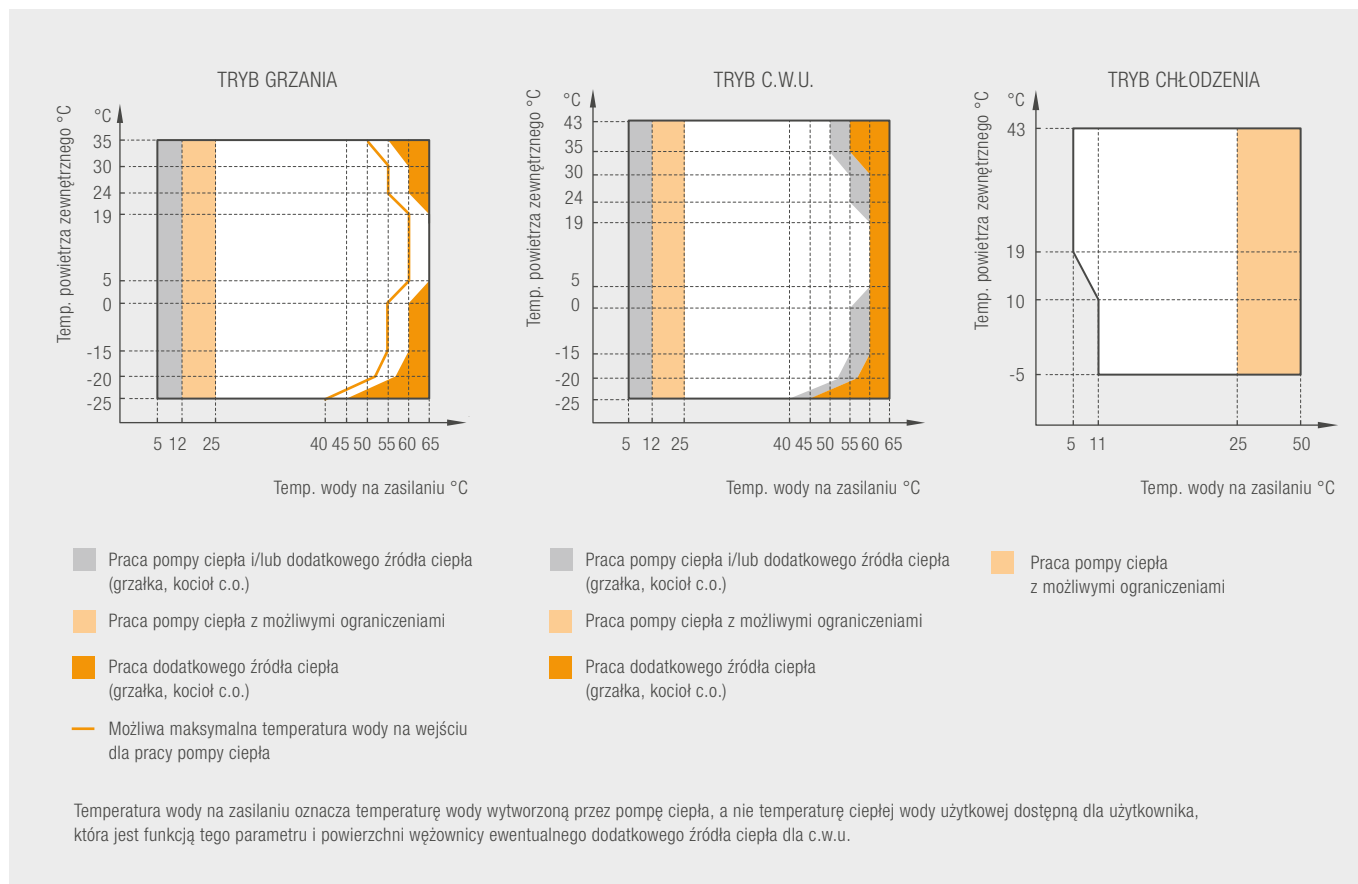 TRYB GRZANIA
Temp. powietrza zewnętrznego °C
°C
35
30
24
19
5
0
-15
-20
-25
5 12 25 40 45 50 55 60 65
Temp. wody na zasilaniu °C
TRYB C.W.U.
Temp. powietrza zewnętrznego °C
°C
43
35
30
24
19
5
0
-15
-20
-25
5 12 25 40 45 50 55 60 65
Temp. wody na zasilaniu °C
TRYB CHŁODZENIA
Temp. powietrza zewnętrznego °C
°C
43
19
10
-5
5 11 25 50
Temp. wody na zasilaniu °C
Praca pompy ciepła i/lub dodatkowego źródła ciepła
(grzałka, kocioł c.o.)
Praca pompy ciepła z możliwymi ograniczeniami
Praca dodatkowego źródła ciepła
(grzałka, kocioł c.o.)
Możliwa maksymalna temperatura wody na wejściu
dla pracy pompy ciepła
Praca pompy ciepła i/lub dodatkowego źródła ciepła
(grzałka, kocioł c.o.)
Praca pompy ciepła z możliwymi ograniczeniami
Praca dodatkowego źródła ciepła
(grzałka, kocioł c.o.)
Praca pompy ciepła
z możliwymi ograniczeniami
Temperatura wody na zasilaniu oznacza temperaturę wody wytworzoną przez pompę ciepła, a nie temperaturę ciepłej wody użytkowej dostępną dla użytkownika,
która jest funkcją tego parametru i powierzchni wężownicy ewentualnego dodatkowego źródła ciepła dla c.w.u.